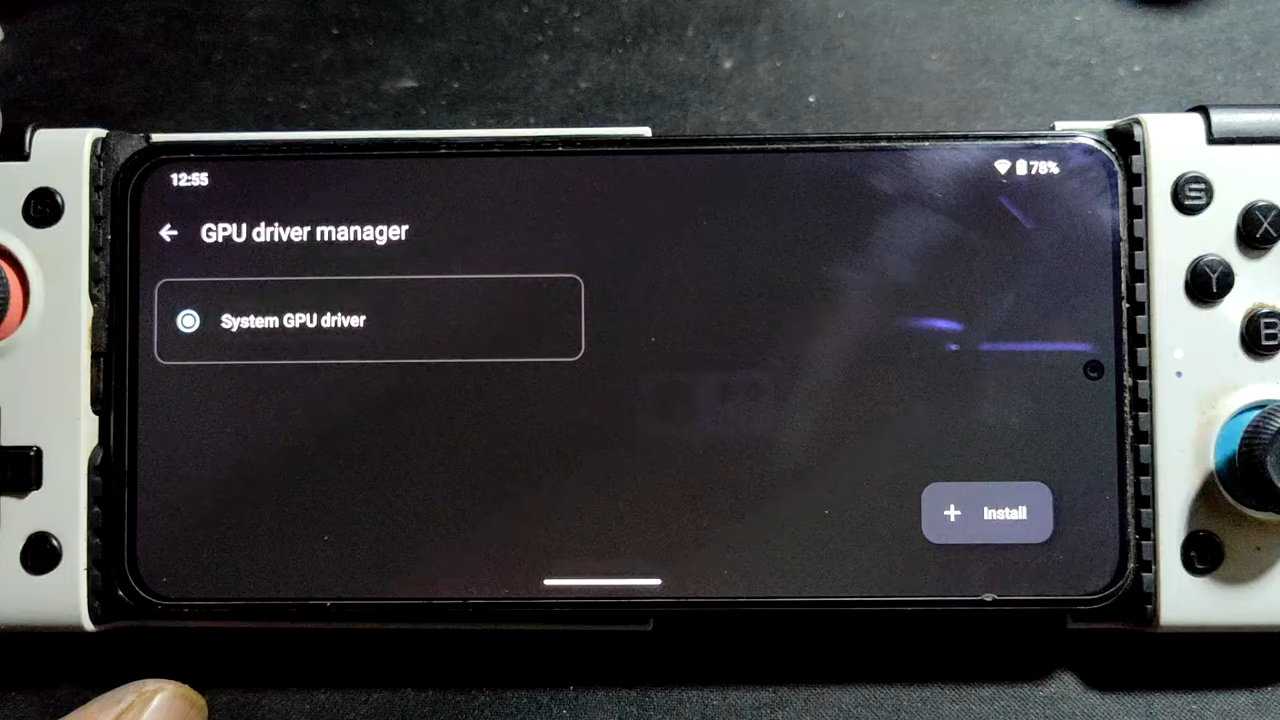 12:55
78%
GPU driver manager
System GPU driver
+ Install
S
X
Y
B